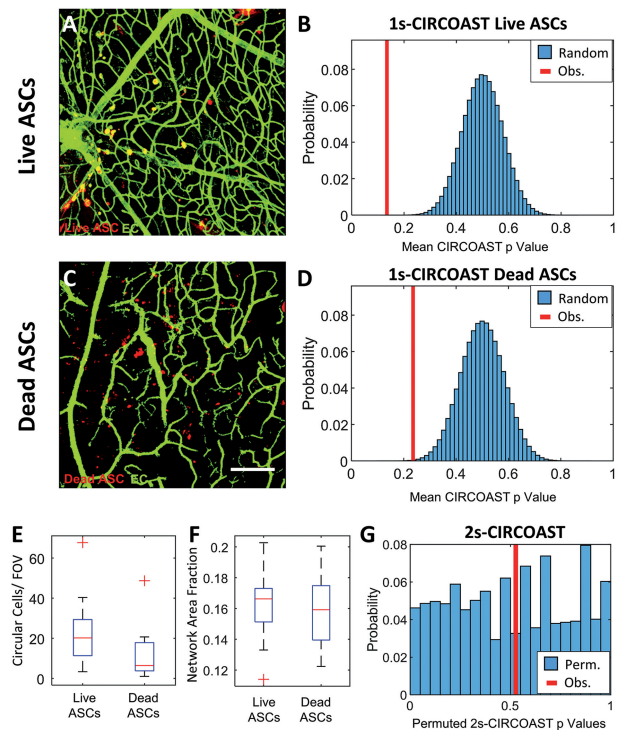 A
Live ASCs
/Live ASC EC
B
1s-CIRCOAST Live ASCs
Random
Obs.
Probability
0.08
0.06
0.04
0.02
0
0 0.2 0.4 0.6 0.8 1
Mean CIRCOAST p Value
C
Dead ASCs
Dead ASC EC
D
1s-CIRCOAST Dead ASCs
Random
Obs.
Probability
0.08
0.06
0.04
0.02
0
0 0.2 0.4 0.6 0.8 1
Mean CIRCOAST p Value
E
Circular Cells/ FOV
60
40
20
0
Live
ASCs
Dead
ASCs
F
Network Area Fraction
0.2
0.18
0.16
0.14
0.12
Live
ASCs
Dead
ASCs
G
2s-CIRCOAST
Probability
0.08
0.06
0.04
0.02
0
0 0.5 1
Perm.
Obs.
Permuted 2s-CIRCOAST p Values